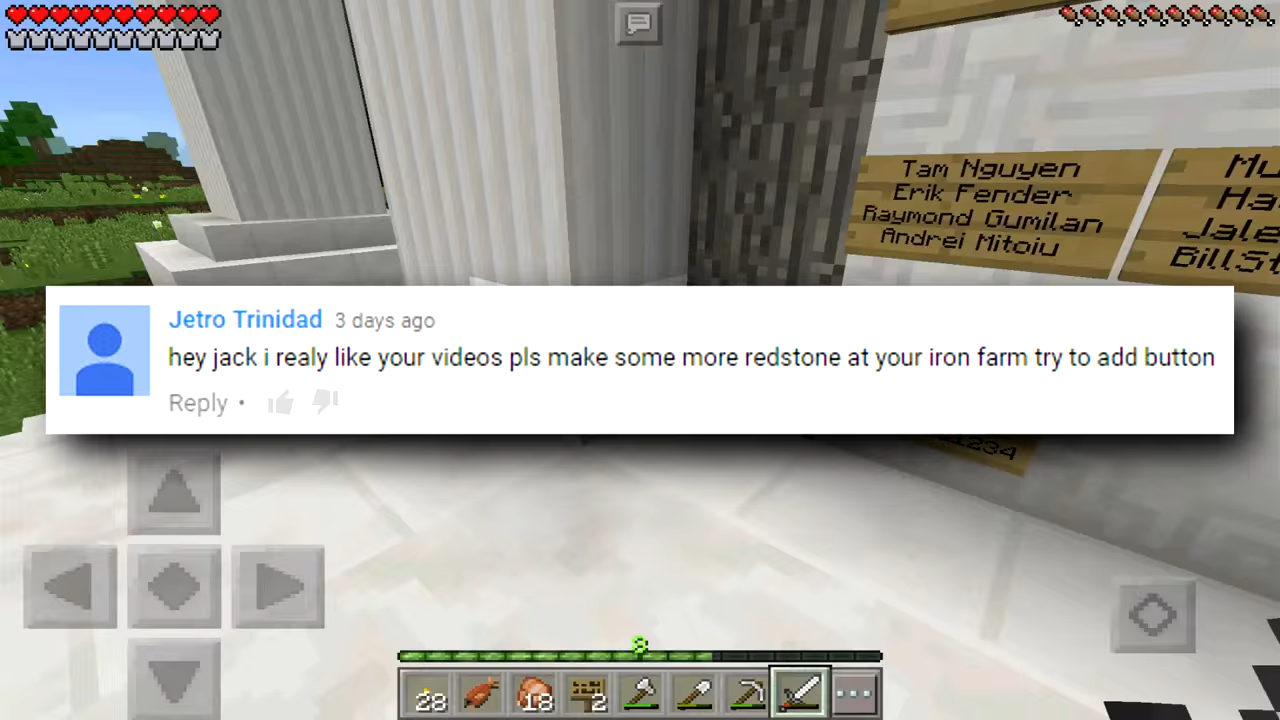 Tam Nguyen
Erik Fender
Raymond Gumilan
Andrei Mitoiu
Jetro Trinidad 3 days ago
hey jack i realy like your videos pls make some more redstone at your iron farm try to add button
Reply •
8
28
18
2